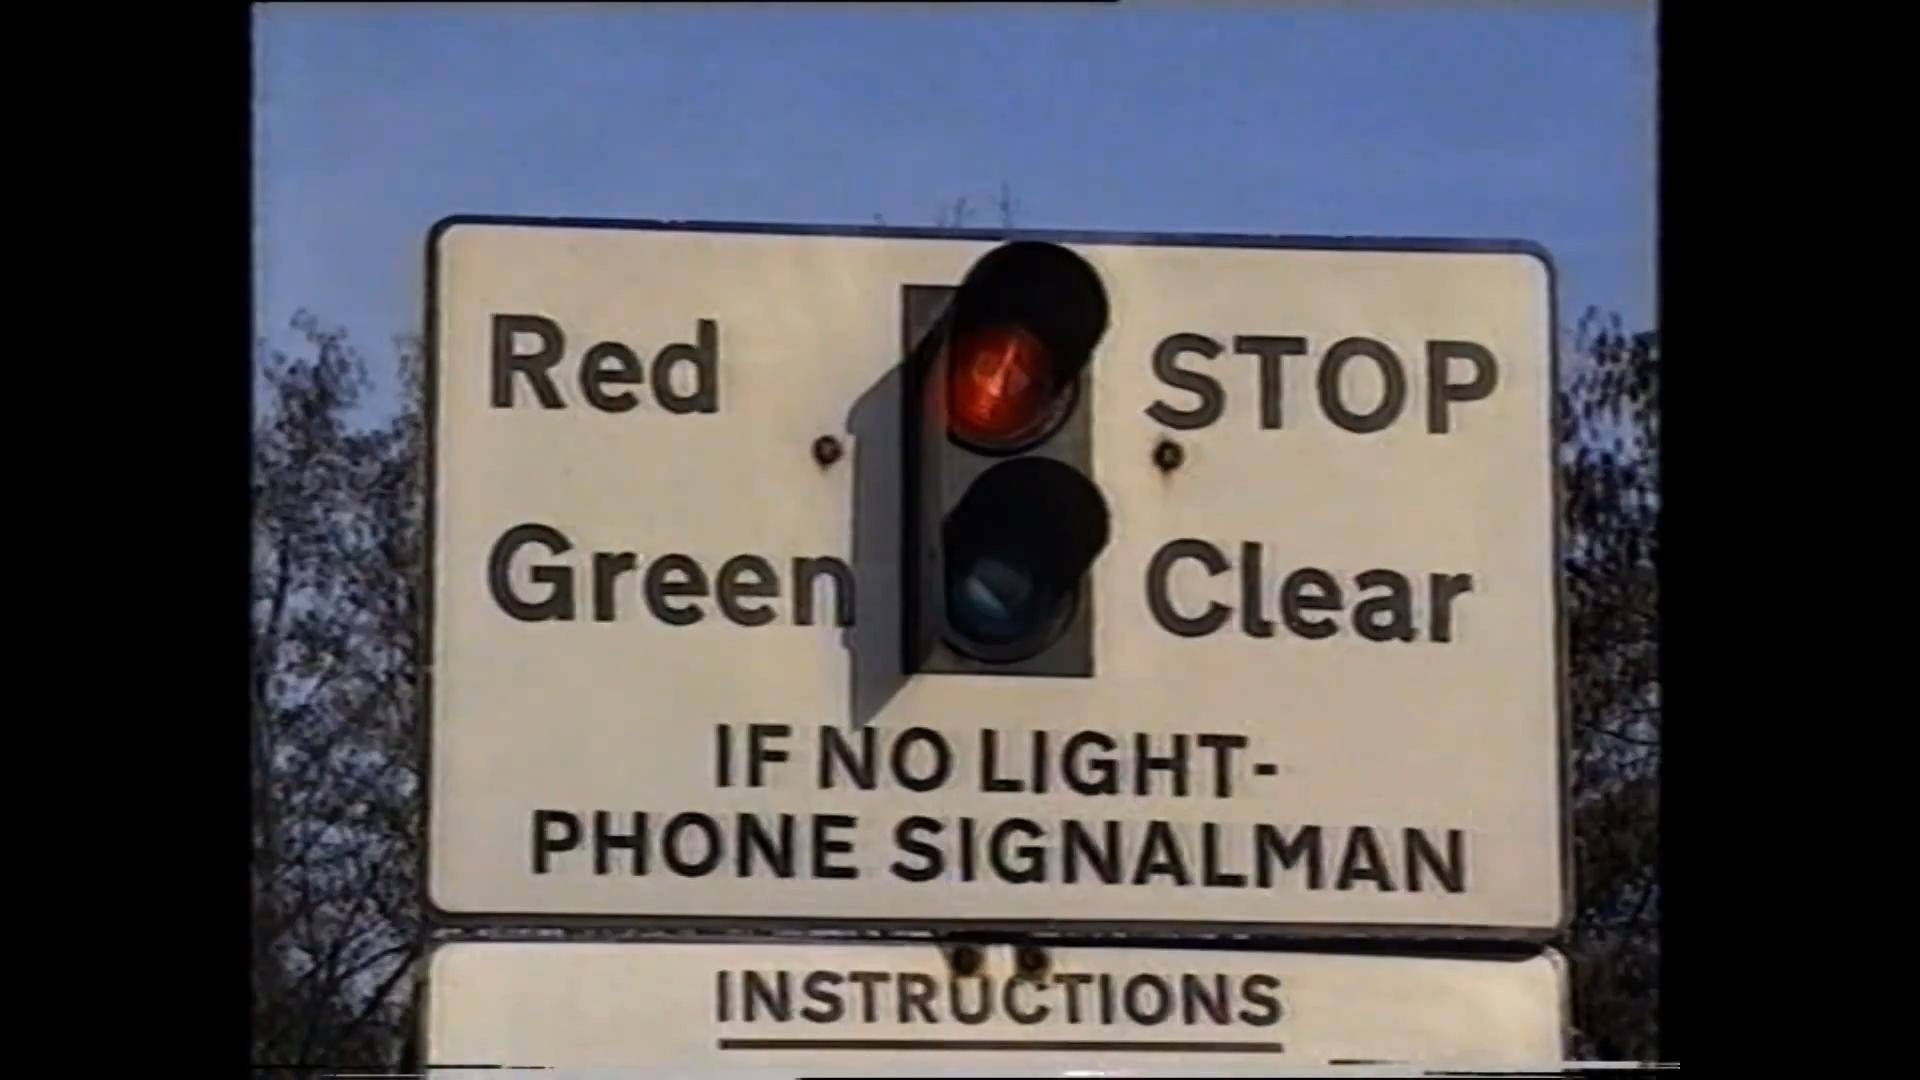 Red STOP
Green Clear
IF NO LIGHT-
PHONE SIGNALMAN
INSTRUCTIONS